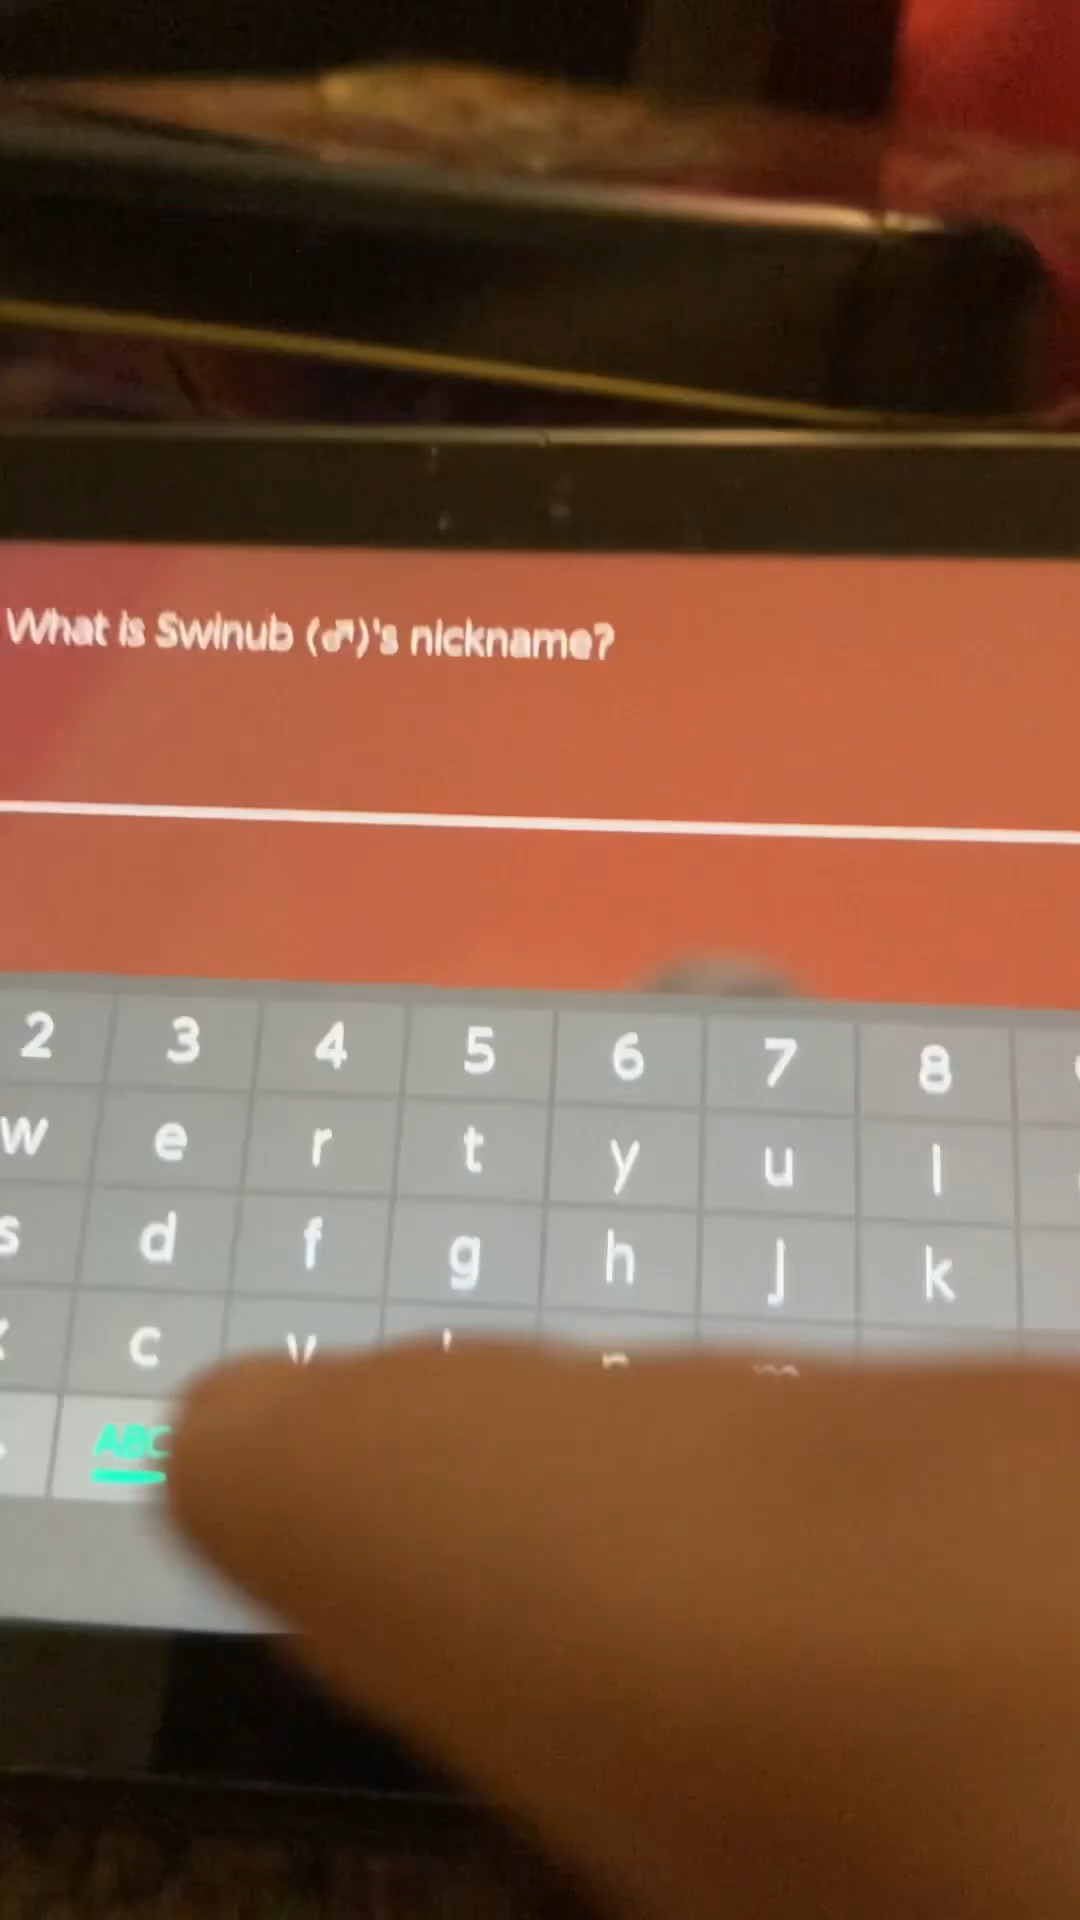 What is Swinub (♂)'s nickname?
2 3 4 5 6 7 8
w e r t y u i
s d f g h j k
c v
ABC